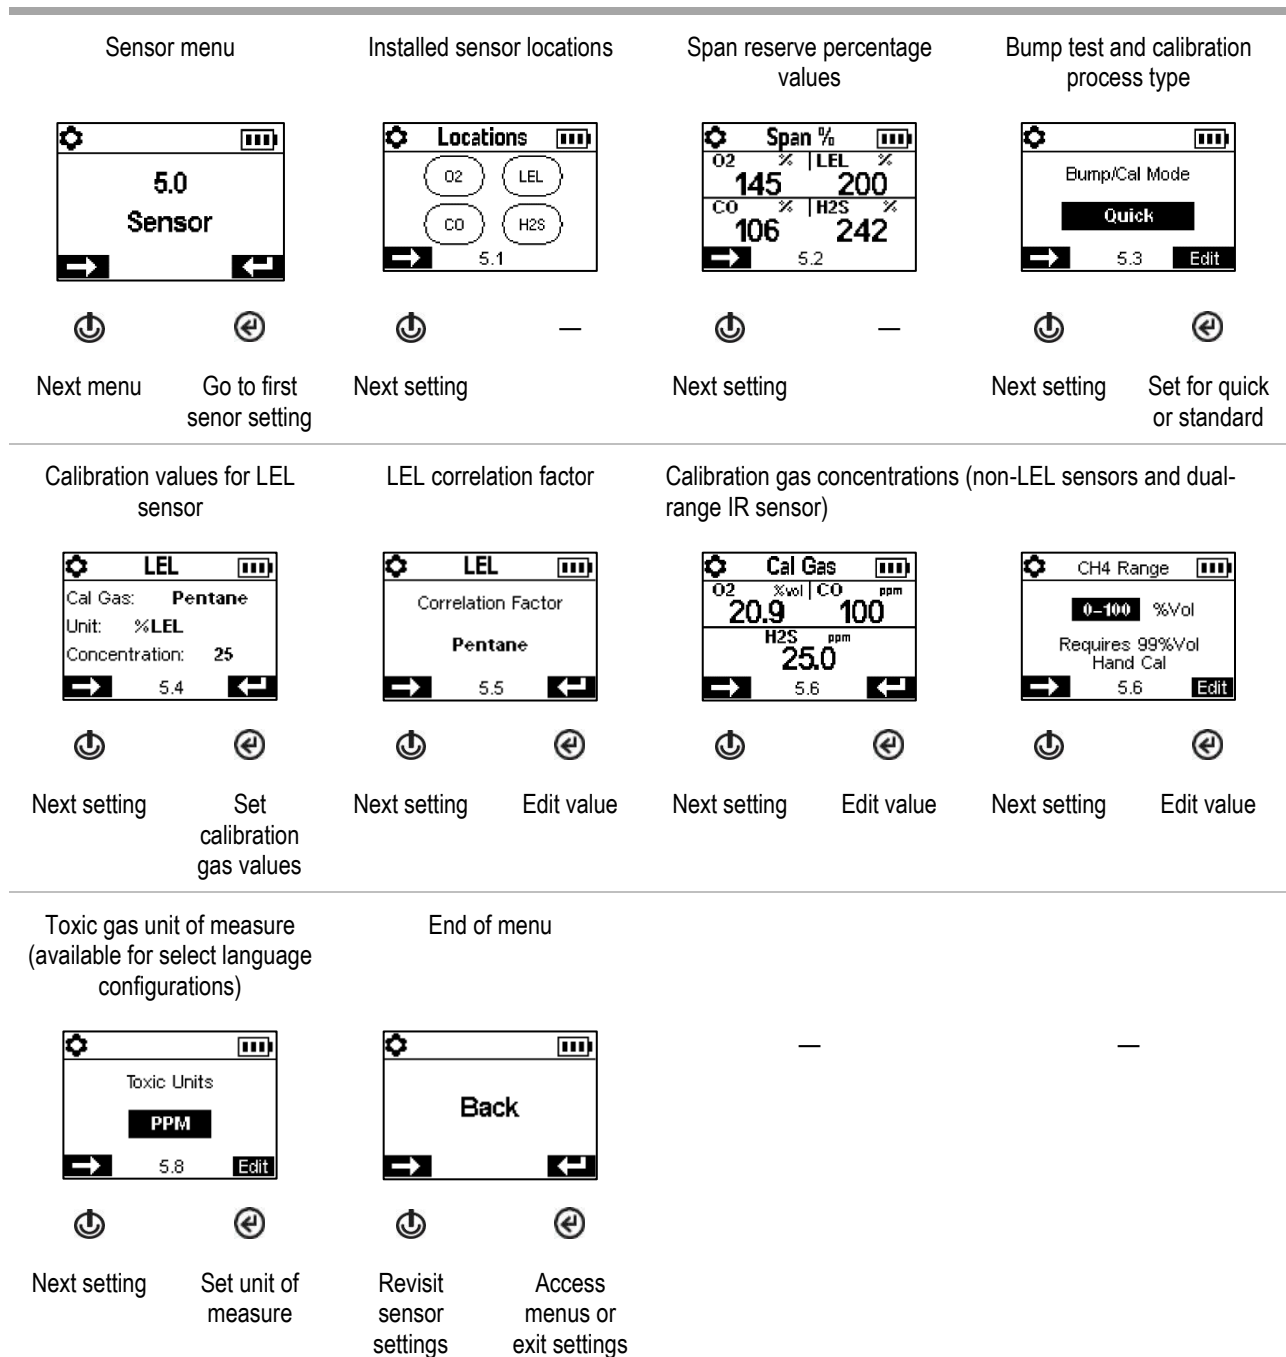 Sensor menu
Installed sensor locations
Span reserve percentage
values
Bump test and calibration
process type
5.0
Sensor
Locations
O2
LEL
CO
H2S
5.1
Span %
O2 % LEL %
145 200
CO % H2S %
106 242
5.2
Bump/Cal Mode
Quick
5.3 Edit
Next menu
Go to first
senor setting
Next setting
—
Next setting
—
Next setting
Set for quick
or standard
Calibration values for LEL
sensor
LEL correlation factor
Calibration gas concentrations (non-LEL sensors and dual-
range IR sensor)
LEL
Cal Gas: Pentane
Unit: %LEL
Concentration: 25
5.4
LEL
Correlation Factor
Pentane
5.5
Cal Gas
O2 %vol CO ppm
20.9 100
H2S ppm
25.0
5.6
CH4 Range
0-100 %Vol
Requires 99%Vol
Hand Cal
5.6 Edit
Next setting
Set
calibration
gas values
Next setting
Edit value
Next setting
Edit value
Next setting
Edit value
Toxic gas unit of measure
(available for select language
configurations)
End of menu
Toxic Units
PPM
5.8 Edit
Back
—
—
Next setting
Set unit of
measure
Revisit
sensor
settings
Access
menus or
exit settings